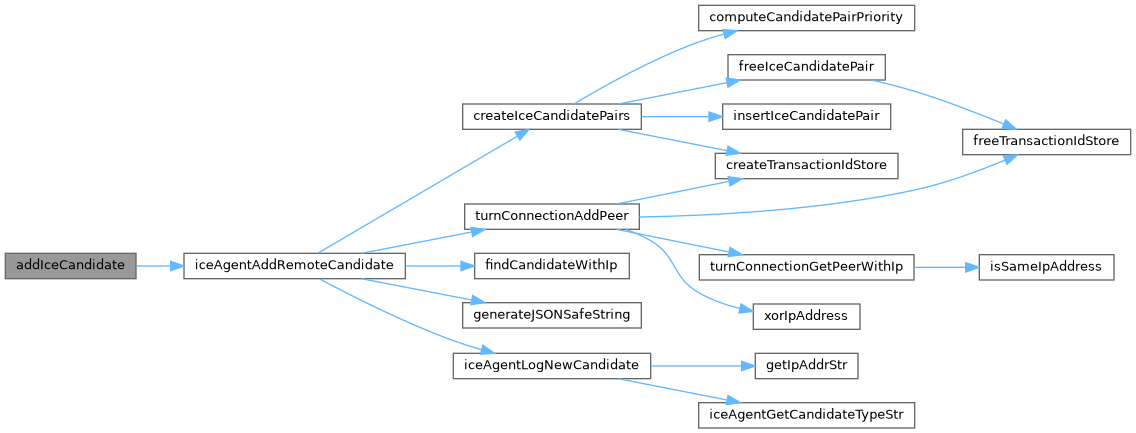 computeCandidatePairPriority
freeIceCandidatePair
createIceCandidatePairs
insertIceCandidatePair
freeTransactionIdStore
createTransactionIdStore
turnConnectionAddPeer
addIceCandidate
iceAgentAddRemoteCandidate
findCandidateWithIp
turnConnectionGetPeerWithIp
isSameIpAddress
generateJSONSafeString
xorIpAddress
iceAgentLogNewCandidate
getIpAddrStr
iceAgentGetCandidateTypeStr